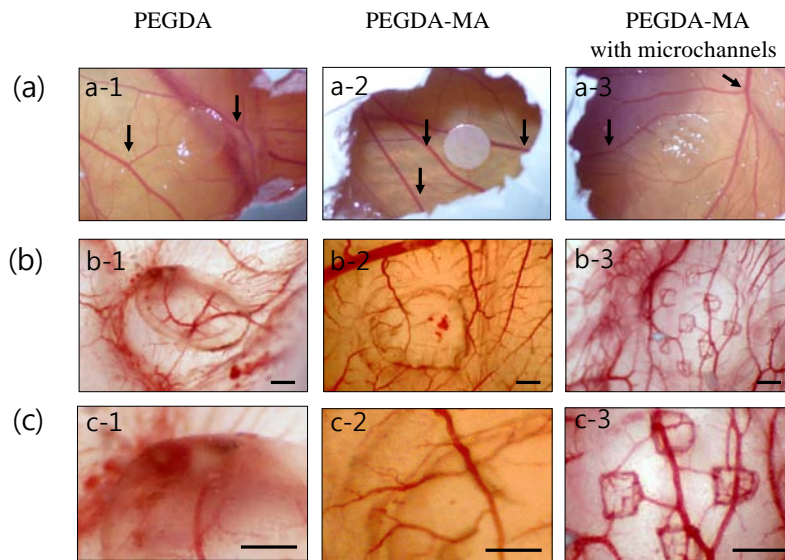 PEGDA
PEGDA-MA
PEGDA-MA
with microchannels
(a)
a-1
a-2
a-3
(b)
b-1
b-2
b-3
(c)
c-1
c-2
c-3